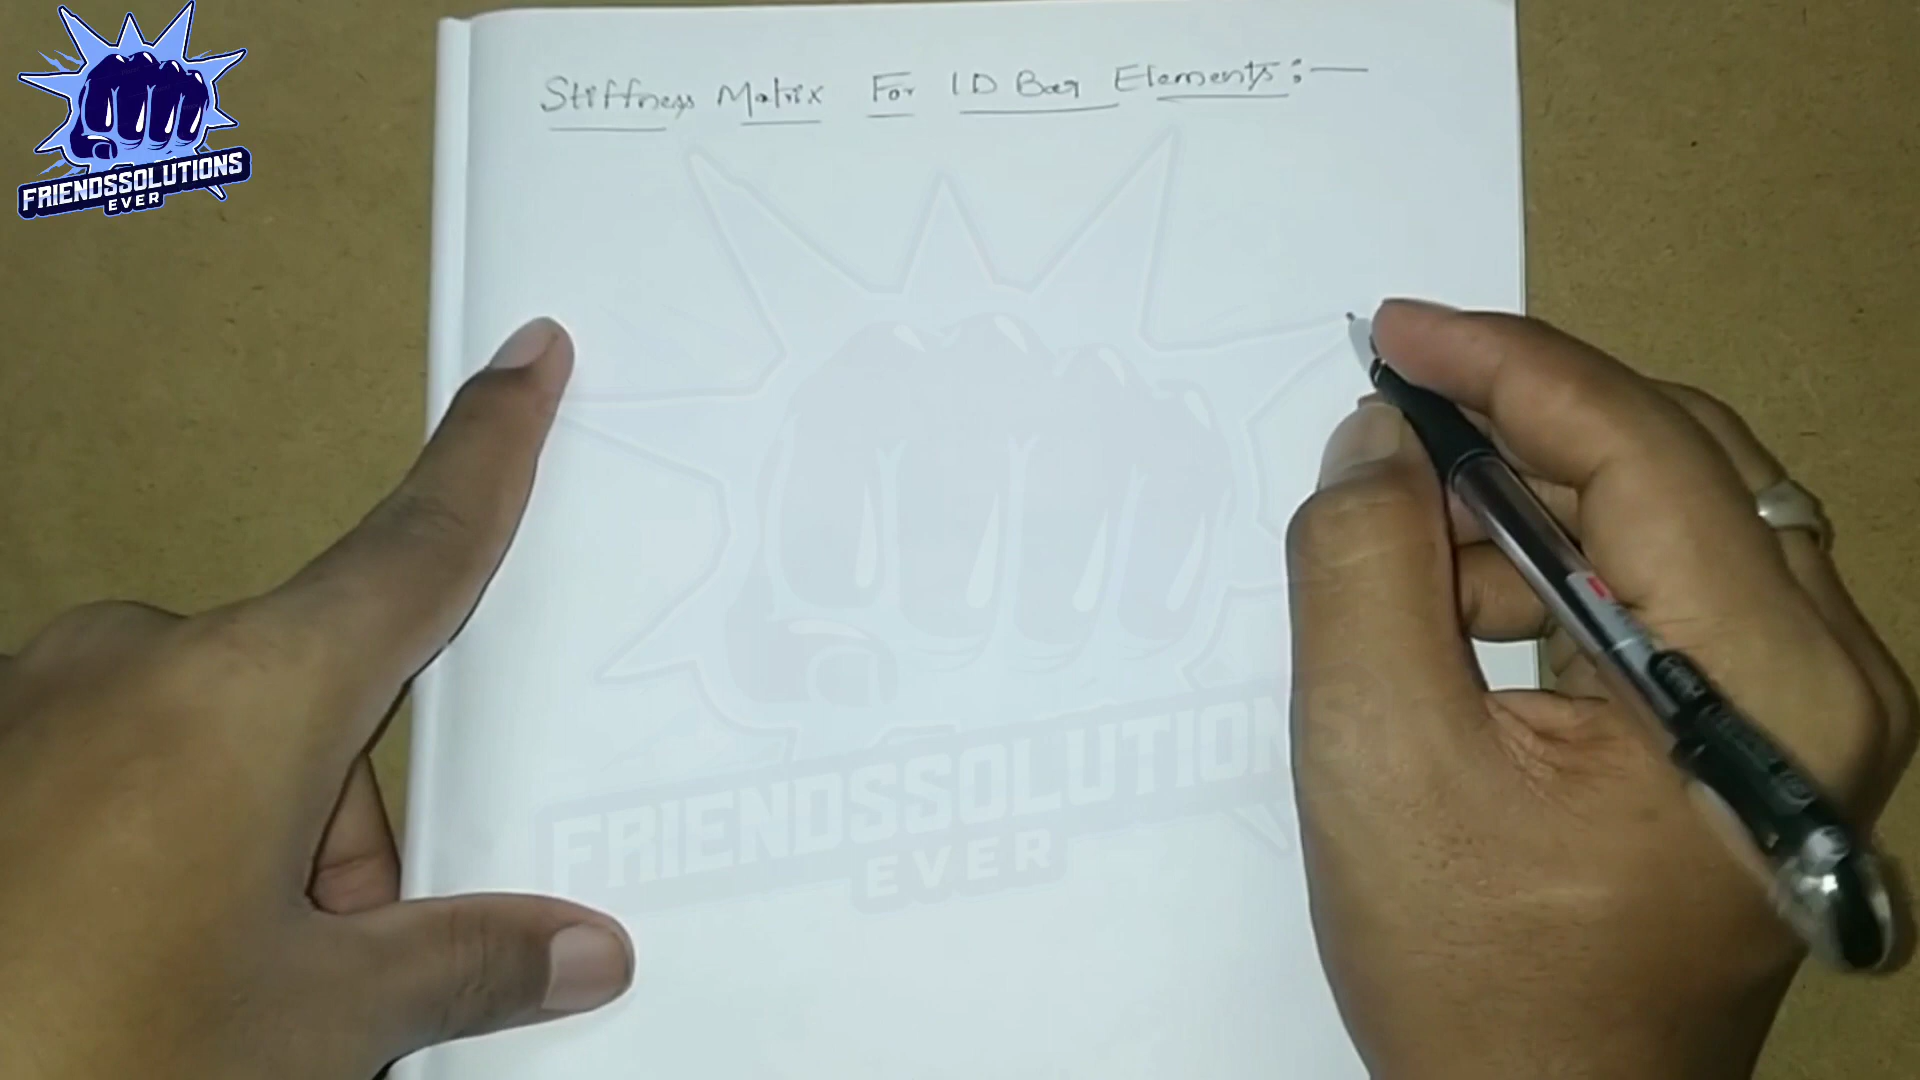 Stiffness Matrix For 1D Bar Elements:—
FRIENDSSOLUTIONS
EVER
FRIENDSSOLUTIONS
EVER